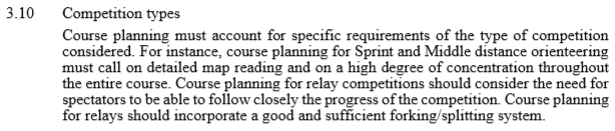 3.10 Competition types
Course planning must account for specific requirements of the type of competition
considered. For instance, course planning for Sprint and Middle distance orienteering
must call on detailed map reading and on a high degree of concentration throughout
the entire course. Course planning for relay competitions should consider the need for
spectators to be able to follow closely the progress of the competition. Course planning
for relays should incorporate a good and sufficient forking/splitting system.